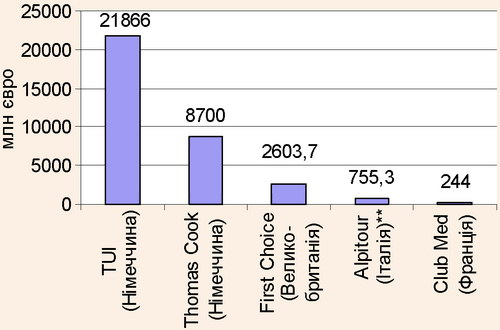 млн євро
25000
20000
15000
10000
5000
0
21866
8700
2603,7
755,3
244
TUI
(Німеччина)
Thomas Cook
(Німеччина)
First Choice
(Велико-
британія)
Alpitour
(Італія)**
Club Med
(Франція)